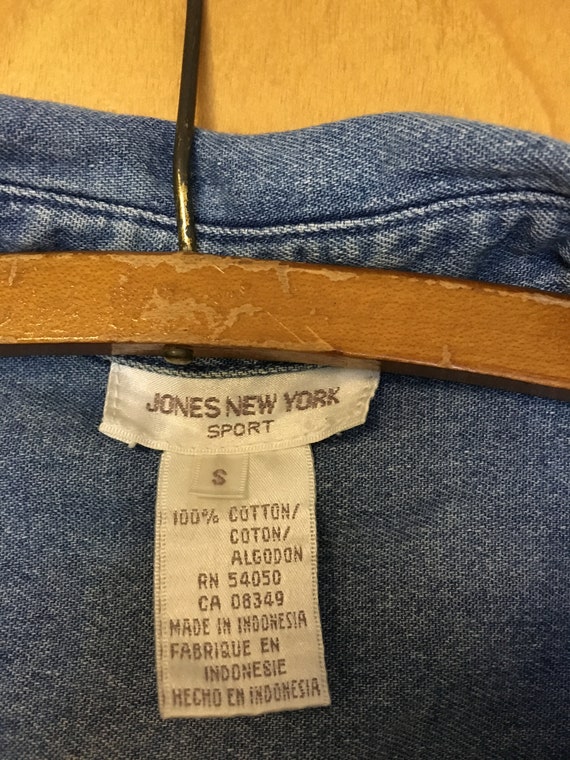 JONES NEW YORK
SPORT
S
100% COTTON/
COTON/
ALGODON
RN 54050
CA 08349
MADE IN INDONESIA
FABRIQUE EN
INDONESIE
HECHO EN INDONESIA